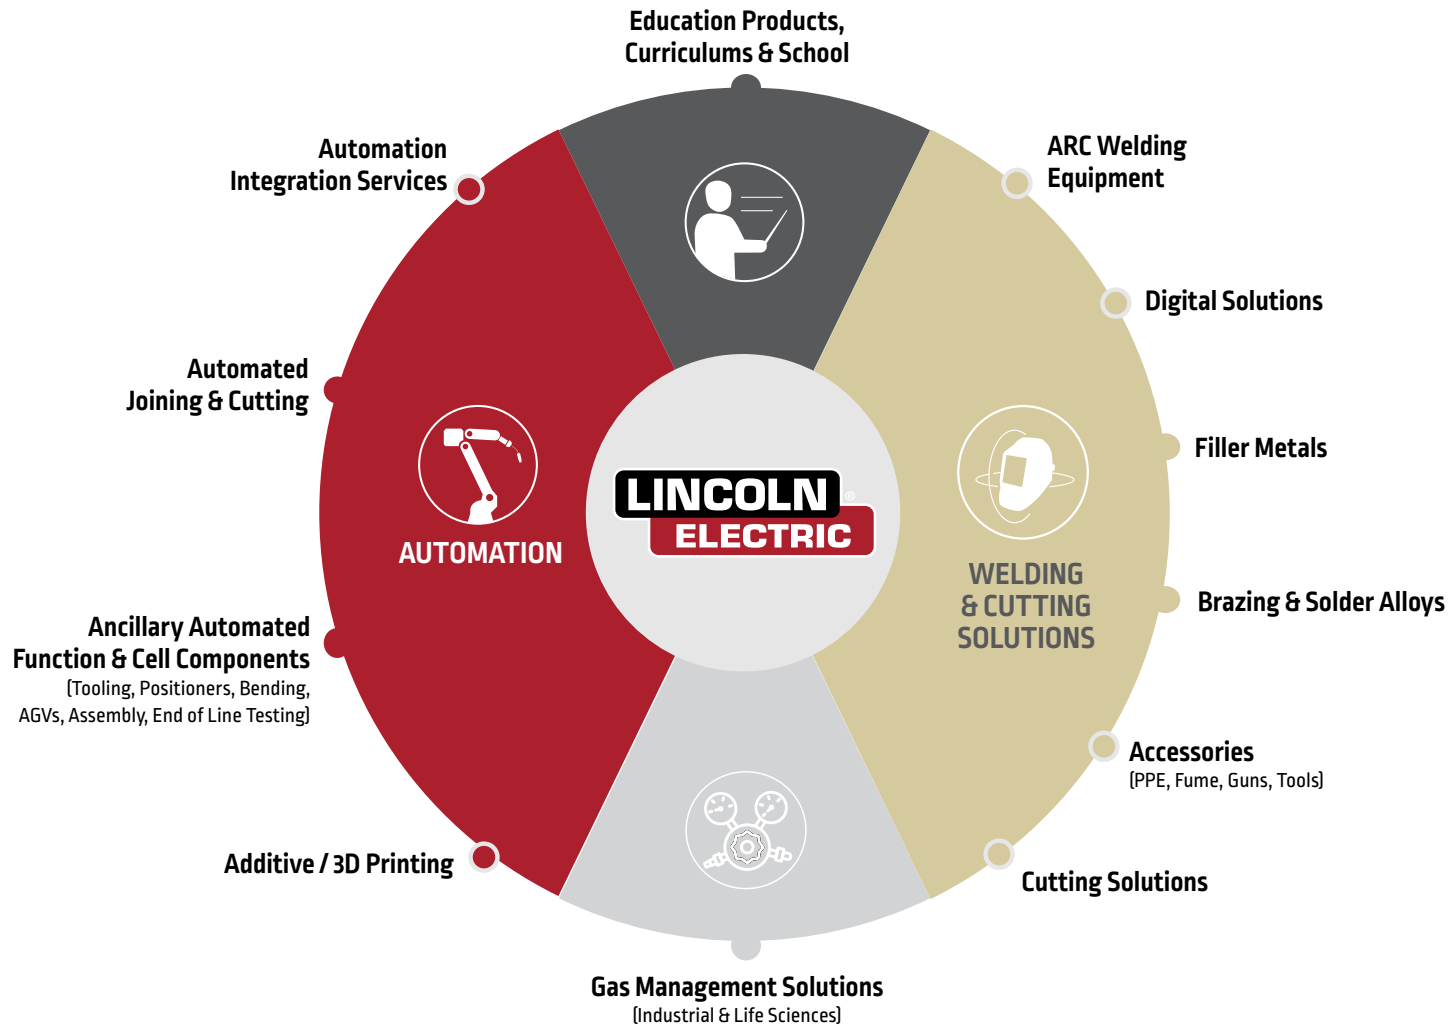 Education Products,
Curriculums & School
Automation
Integration Services
ARC Welding
Equipment
Digital Solutions
Automated
Joining & Cutting
Filler Metals
LINCOLN®
ELECTRIC
AUTOMATION
WELDING
& CUTTING
SOLUTIONS
Brazing & Solder Alloys
Ancillary Automated
Function & Cell Components
(Tooling, Positioners, Bending,
AGVs, Assembly, End of Line Testing)
Accessories
(PPE, Fume, Guns, Tools)
Additive / 3D Printing
Cutting Solutions
Gas Management Solutions
(Industrial & Life Sciences)